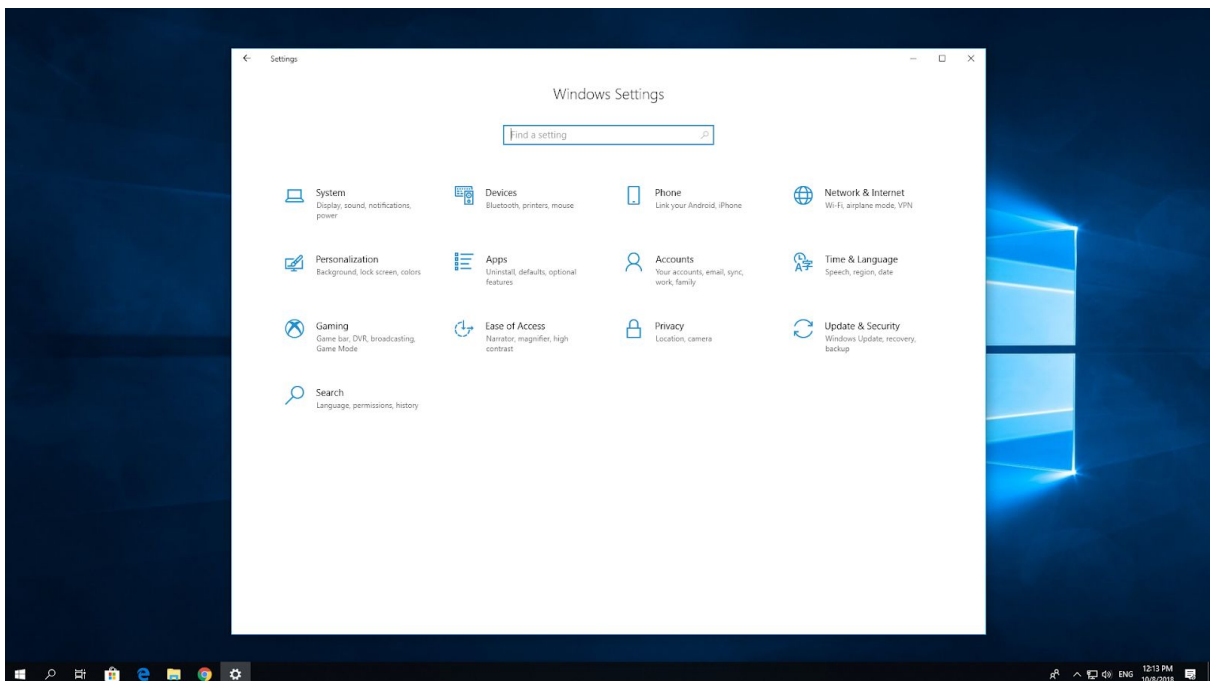 Settings
Windows Settings
Find a setting
System
Display, sound, notifications,
power
Devices
Bluetooth, printers, mouse
Phone
Link your Android, iPhone
Network & Internet
Wi-Fi, airplane mode, VPN
Personalization
Background, lock screen, colors
Apps
Uninstall, defaults, optional
features
Accounts
Your accounts, email, sync,
work, family
Time & Language
Speech, region, date
Gaming
Game bar, DVR, broadcasting,
Game Mode
Ease of Access
Narrator, magnifier, high
contrast
Privacy
Location, camera
Update & Security
Windows Update, recovery,
backup
Search
Language, permissions, history
ENG
12:13 PM
10/8/2018